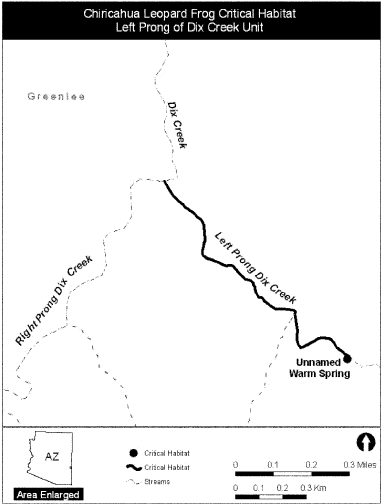 Chiricahua Leopard Frog Critical Habitat
Left Prong of Dix Creek Unit
Greenlee
Dix Creek
Left Prong Dix Creek
Right Prong Dix Creek
Unnamed
Warm Spring
AZ
Area Enlarged
Critical Habitat
Critical Habitat
Streams
0 0.1 0.2 0.3 Miles
0 0.1 0.2 0.3 Km